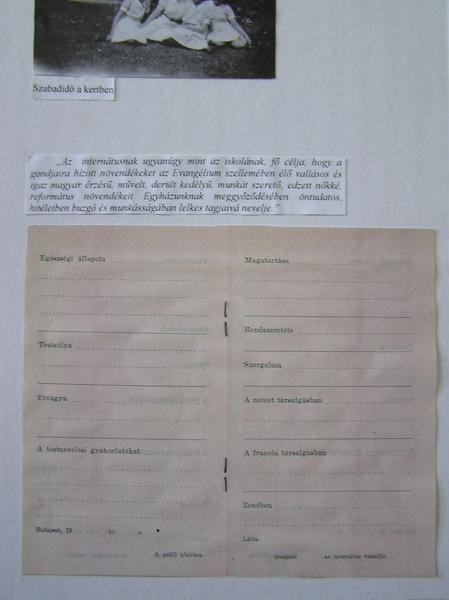 Szabadidő a kertben
„Az internátusnak ugyanúgy mint az iskolának, fő célja, hogy a
gondjaira bízott növendékeket az Evangélium szellemében élő vallásos és
igaz magyar érzésű, művelt, derült kedélyű, munkát szerető, edzett nőkké,
református növendékeit Egyházunknak meggyőződésében öntudatos,
hitéletben buzgó és munkásságában lelkes tagjaivá nevelje."
Egészségi állapota
Testsúlya
Étvágya
A testnevelési gyakorlatokat
Budapest, 19 hó
A szülő aláírása.
Magatartása
Rendszeretete
Szorgalma
A német társalgásban
A francia társalgásban
Zenében
Látta:
igazgató az internátus vezetője